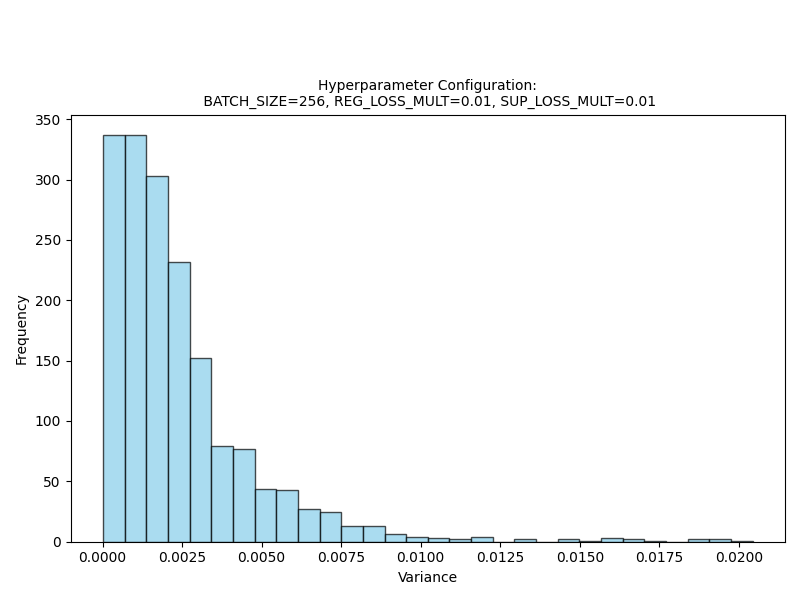 Hyperparameter Configuration:
BATCH_SIZE=256, REG_LOSS_MULT=0.01, SUP_LOSS_MULT=0.01
350
300
250
200
150
100
50
0
Frequency
0.0000 0.0025 0.0050 0.0075 0.0100 0.0125 0.0150 0.0175 0.0200
Variance